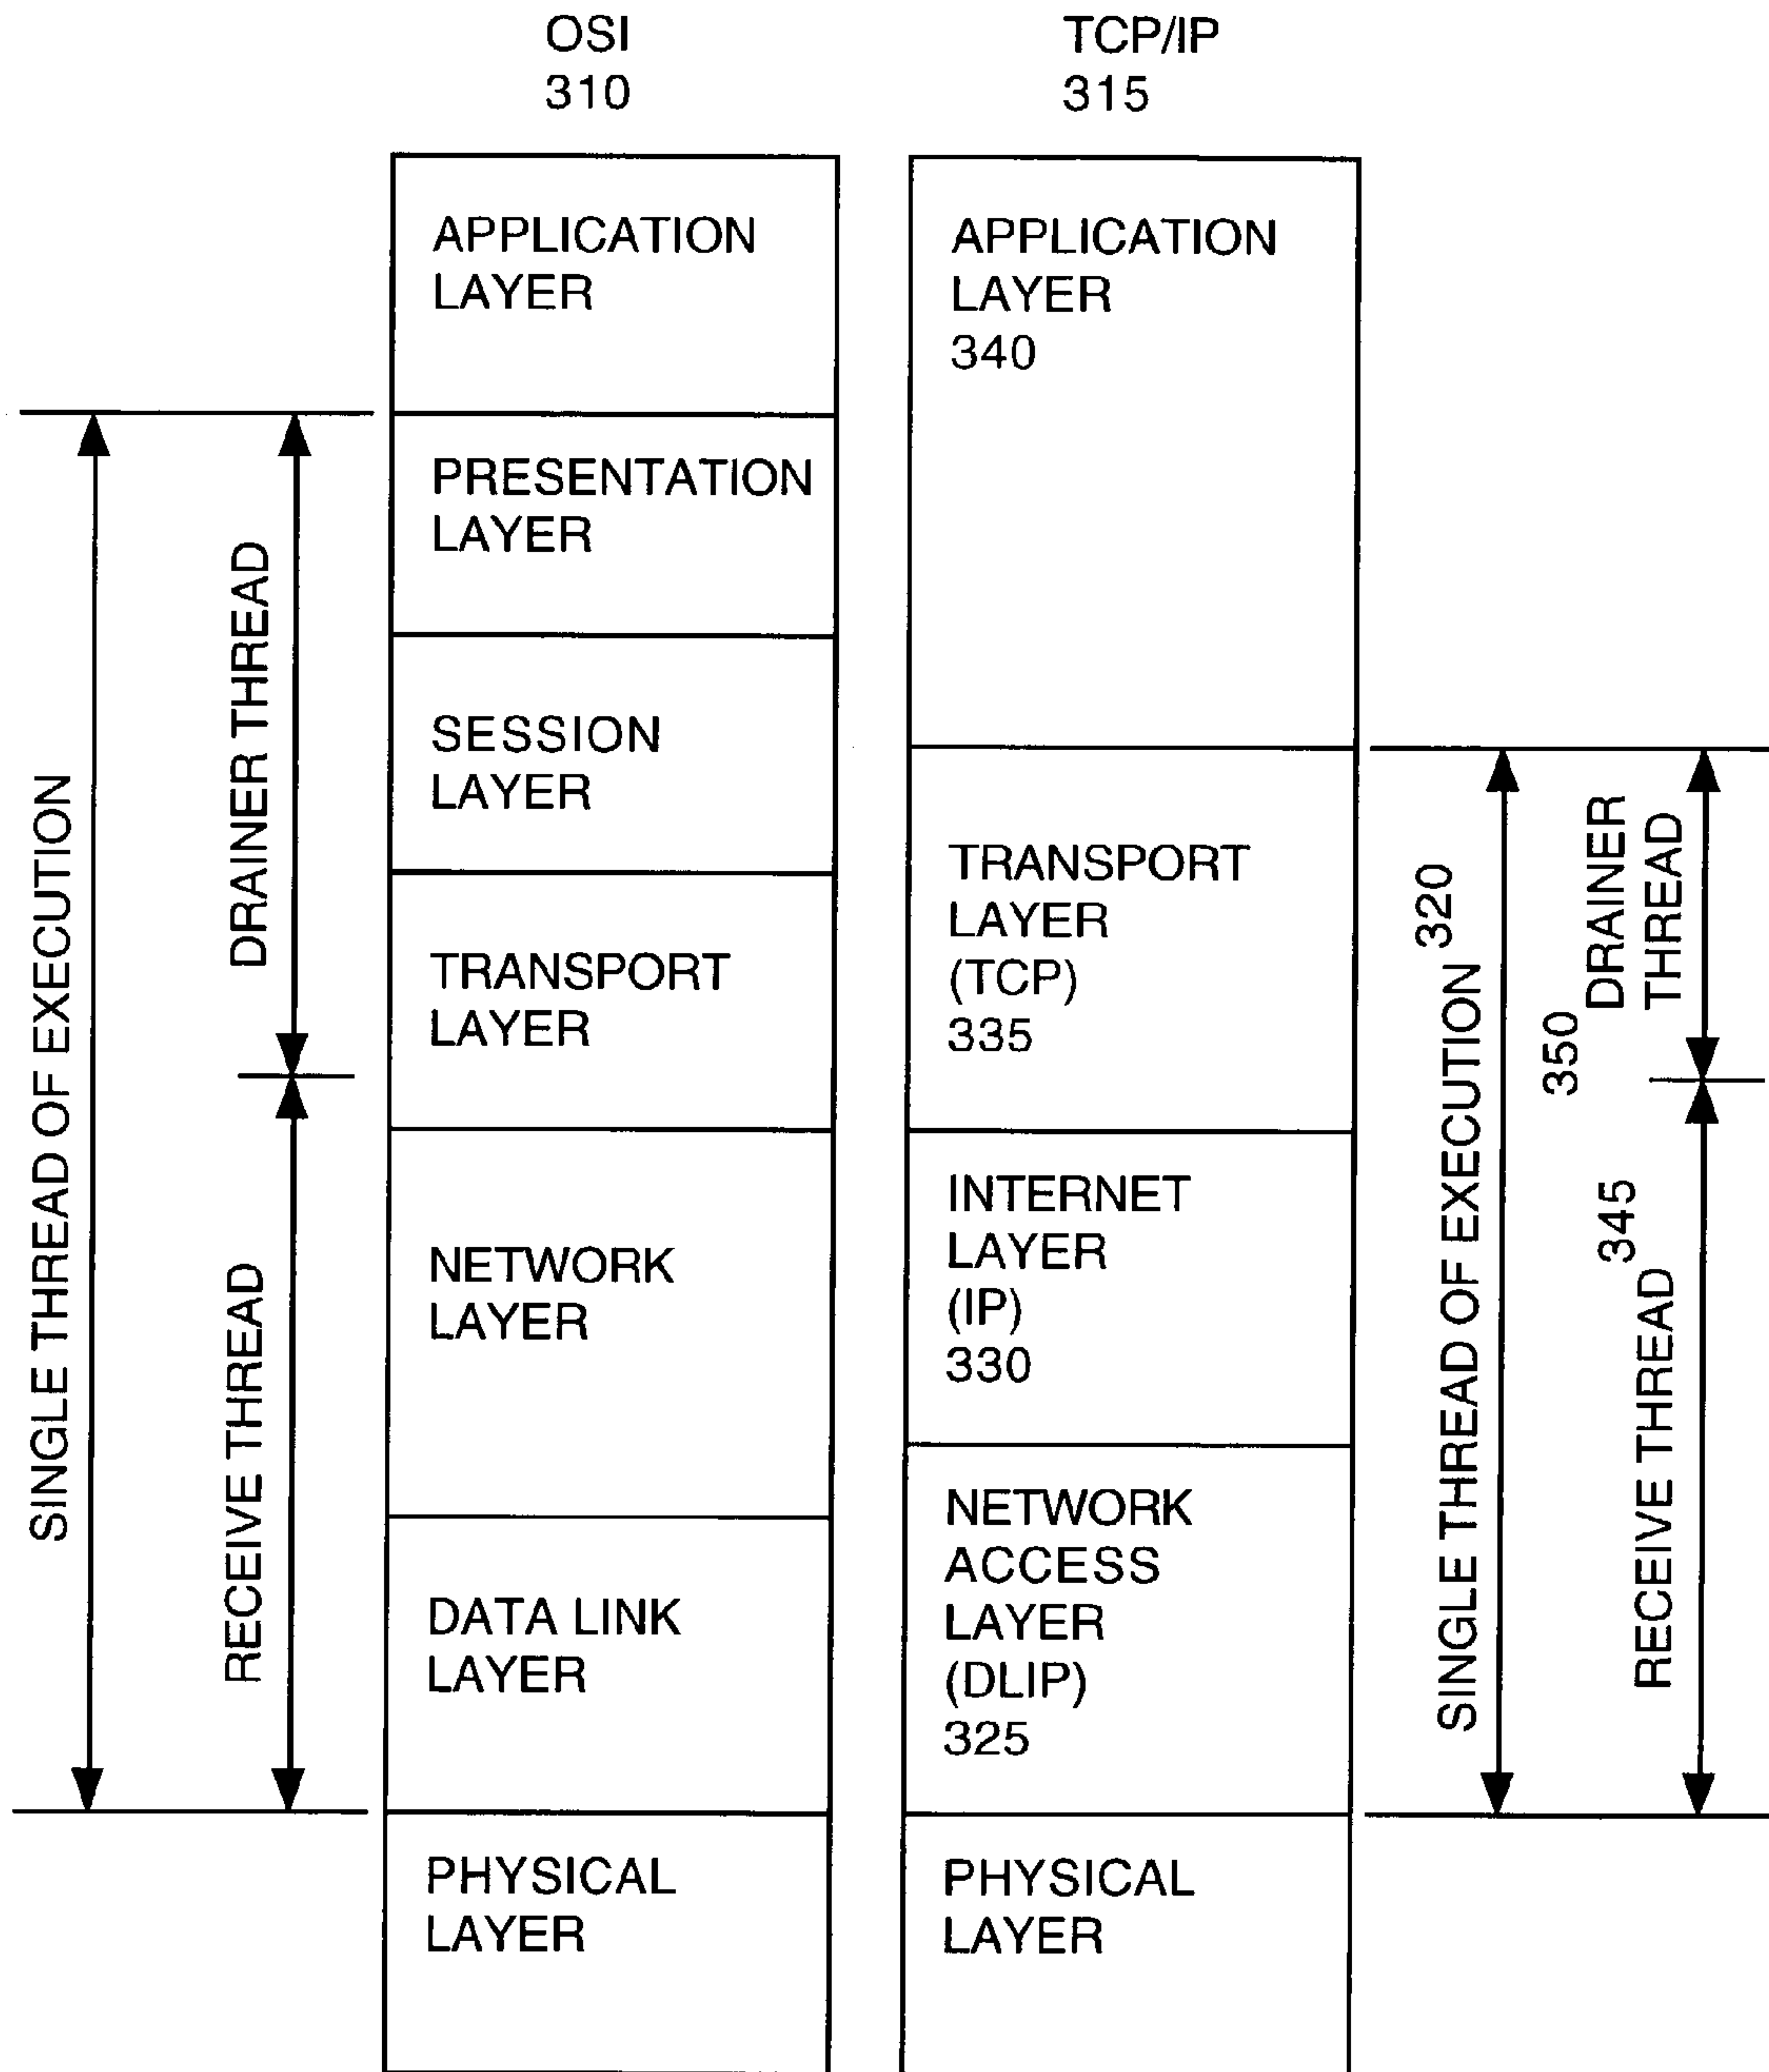 OSI
310
TCP/IP
315
SINGLE THREAD OF EXECUTION
DRAINER THREAD
RECEIVE THREAD
APPLICATION
LAYER
PRESENTATION
LAYER
SESSION
LAYER
TRANSPORT
LAYER
NETWORK
LAYER
DATA LINK
LAYER
PHYSICAL
LAYER
APPLICATION
LAYER
340
TRANSPORT
LAYER
(TCP)
335
INTERNET
LAYER
(IP)
330
NETWORK
ACCESS
LAYER
(DLIP)
325
PHYSICAL
LAYER
SINGLE THREAD OF EXECUTION 320
350
DRAINER
THREAD
345
RECEIVE THREAD